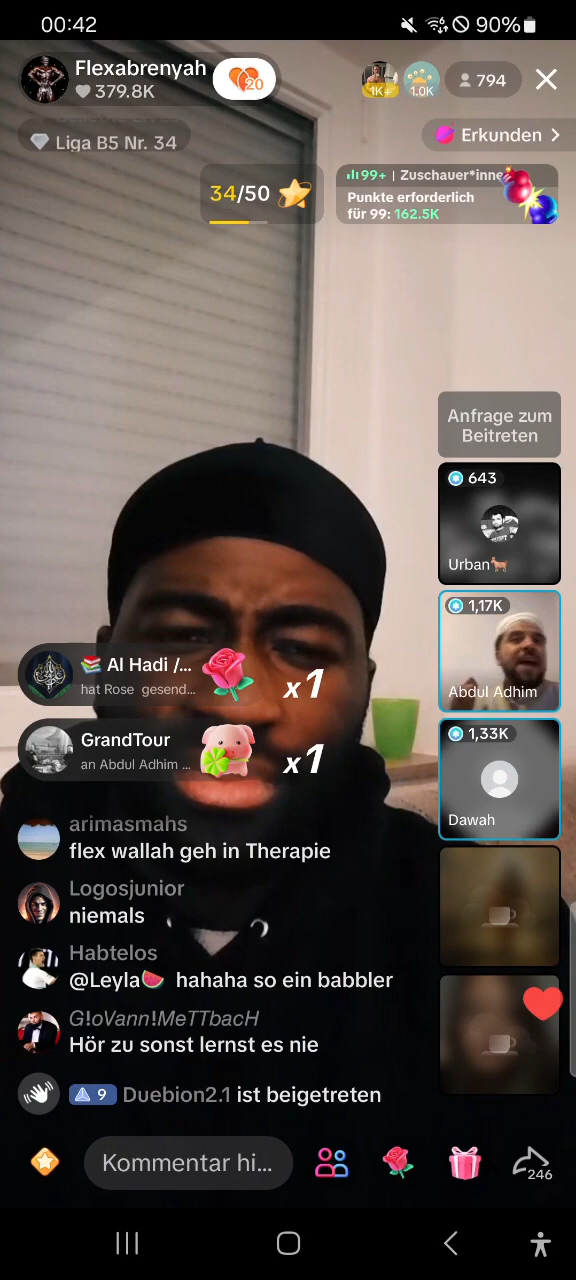 00:42
90%
Flexabrenyah
379.8K
20
1K+
1.0K
794
Liga B5 Nr. 34
Erkunden
34/50
99+ | Zuschauer*inne
Punkte erforderlich
für 99: 162.5K
Anfrage zum
Beitreten
643
Urban
1,17K
Abdul Adhim
1,33K
Dawah
Al Hadi /...
hat Rose gesend...
x1
GrandTour
an Abdul Adhim ...
x1
arimasmahs
flex wallah geh in Therapie
Logosjunior
niemals
Habtelos
@Leyla🍉 hahaha so ein babbler
G!oVann!MeTTbacH
Hör zu sonst lernst es nie
9 Duebion2.1 ist beigetreten
Kommentar hi...
246